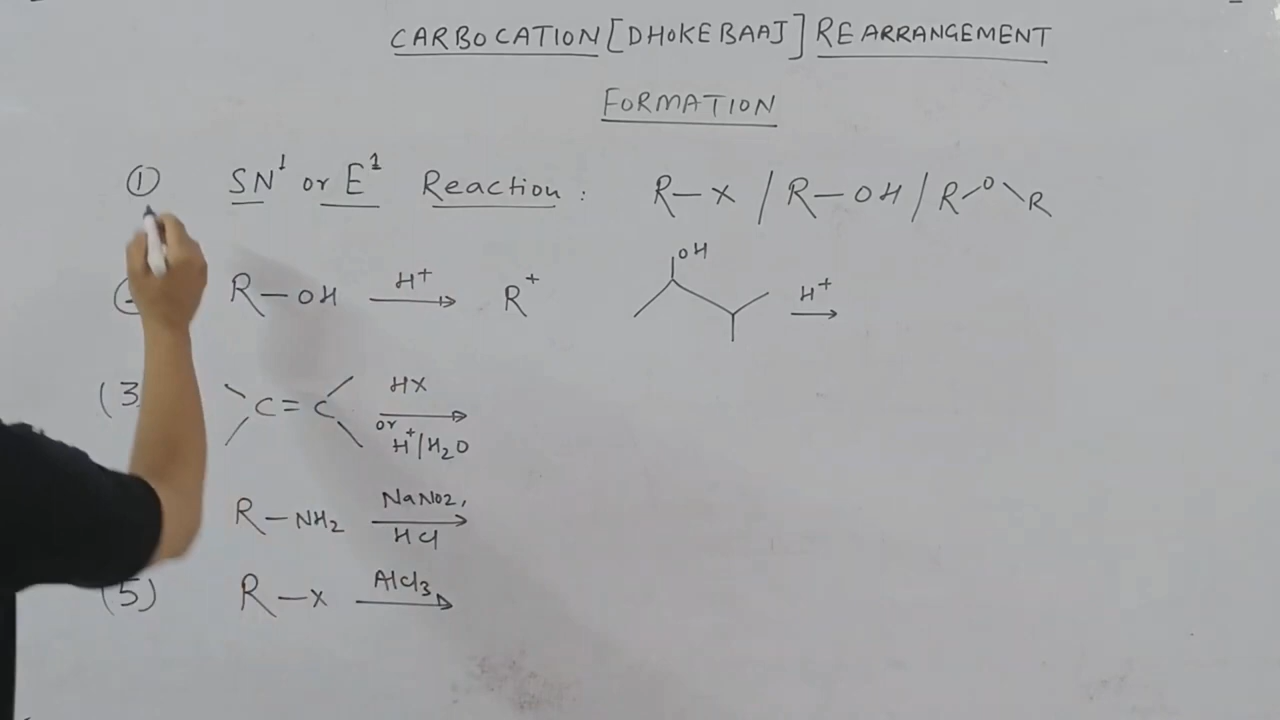 CARBOCATION [DHOKEBAAJ] REARRANGEMENT
FORMATION
① SN¹ or E¹ Reaction : R—X / R—OH / R-O-R
R—OH H⁺ → R⁺ OH H⁺ →
(3 C=C HX or H⁺/H₂O →
R—NH₂ NaNO₂, HCl →
(5) R—X AlCl₃ →